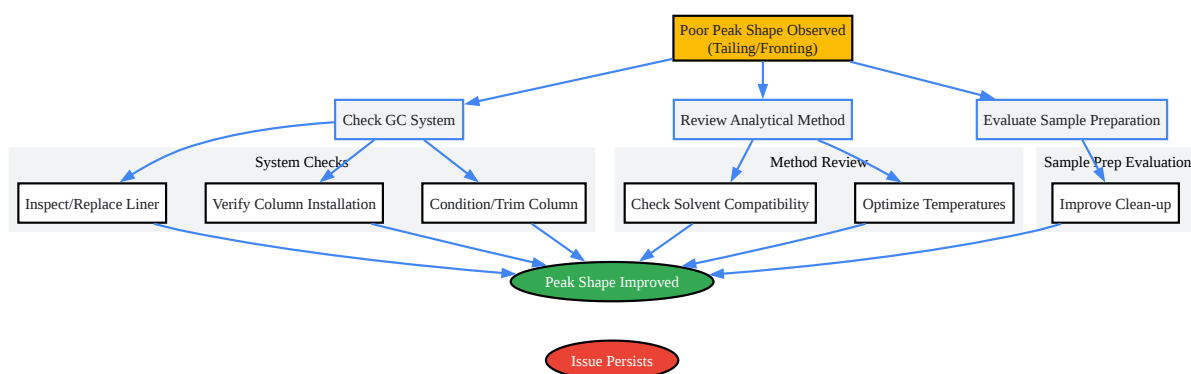 Poor Peak Shape Observed
(Tailing/Fronting)
Check GC System
Review Analytical Method
Evaluate Sample Preparation
System Checks
Method Review
Sample Prep Evaluation
Inspect/Replace Liner
Verify Column Installation
Condition/Trim Column
Check Solvent Compatibility
Optimize Temperatures
Improve Clean-up
Peak Shape Improved
Issue Persists